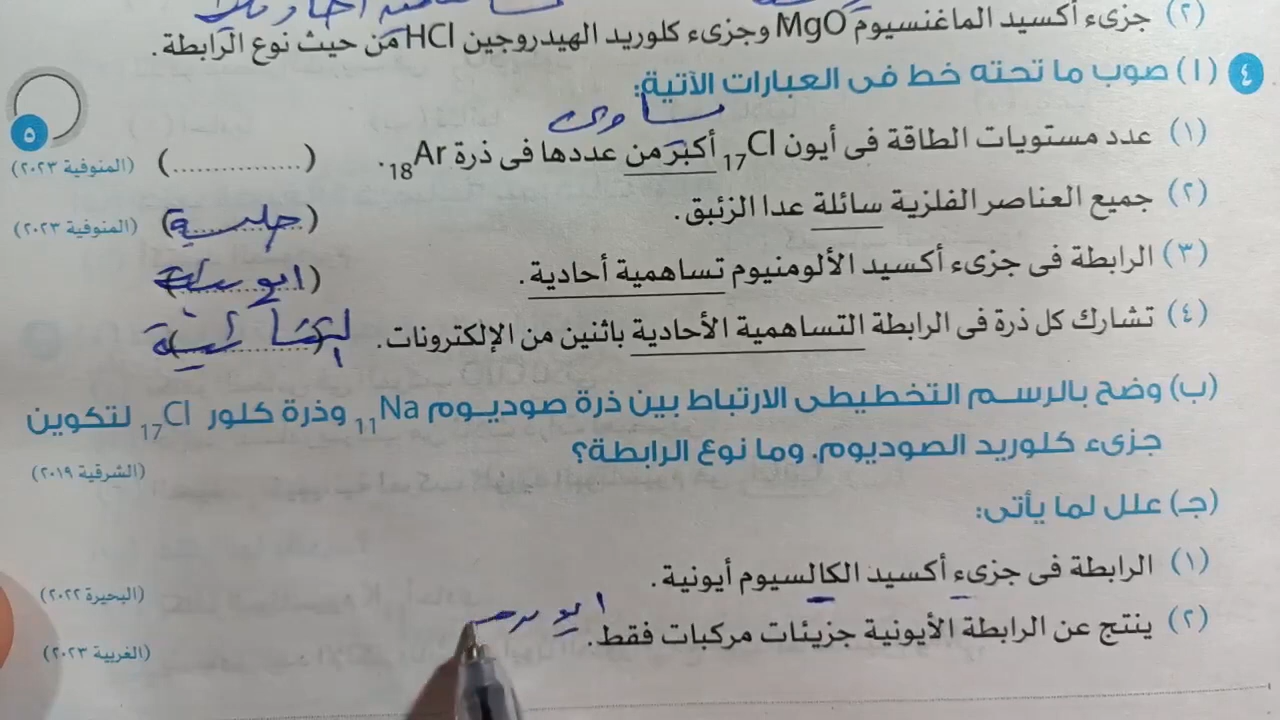 (٢) جزىء أكسيد الماغنسيوم MgO وجزىء كلوريد الهيدروجين HCl من حيث نوع الرابطة.
٤ (١) صوب ما تحته خط فى العبارات الآتية:
٥
ساوى
(١) عدد مستويات الطاقة فى أيون 17Cl أكبر من عددها فى ذرة 18Ar. (..............) (المنوفية ٢٠٢٣)
(٢) جميع العناصر الفلزية سائلة عدا الزئبق. (صلبة) (المنوفية ٢٠٢٣)
(٣) الرابطة فى جزىء أكسيد الألومنيوم تساهمية أحادية. (ايونية)
(٤) تشارك كل ذرة فى الرابطة التساهمية الأحادية باثنين من الإلكترونات.
(ب) وضح بالرسم التخطيطى الارتباط بين ذرة صوديوم 11Na وذرة كلور 17Cl لتكوين
جزىء كلوريد الصوديوم. وما نوع الرابطة؟ (الشرقية ٢٠١٩)
(جـ) علل لما يأتى:
(١) الرابطة فى جزىء أكسيد الكالسيوم أيونية. (البحيرة ٢٠٢٢)
(٢) ينتج عن الرابطة الأيونية جزيئات مركبات فقط. (الغربية ٢٠٢٣)